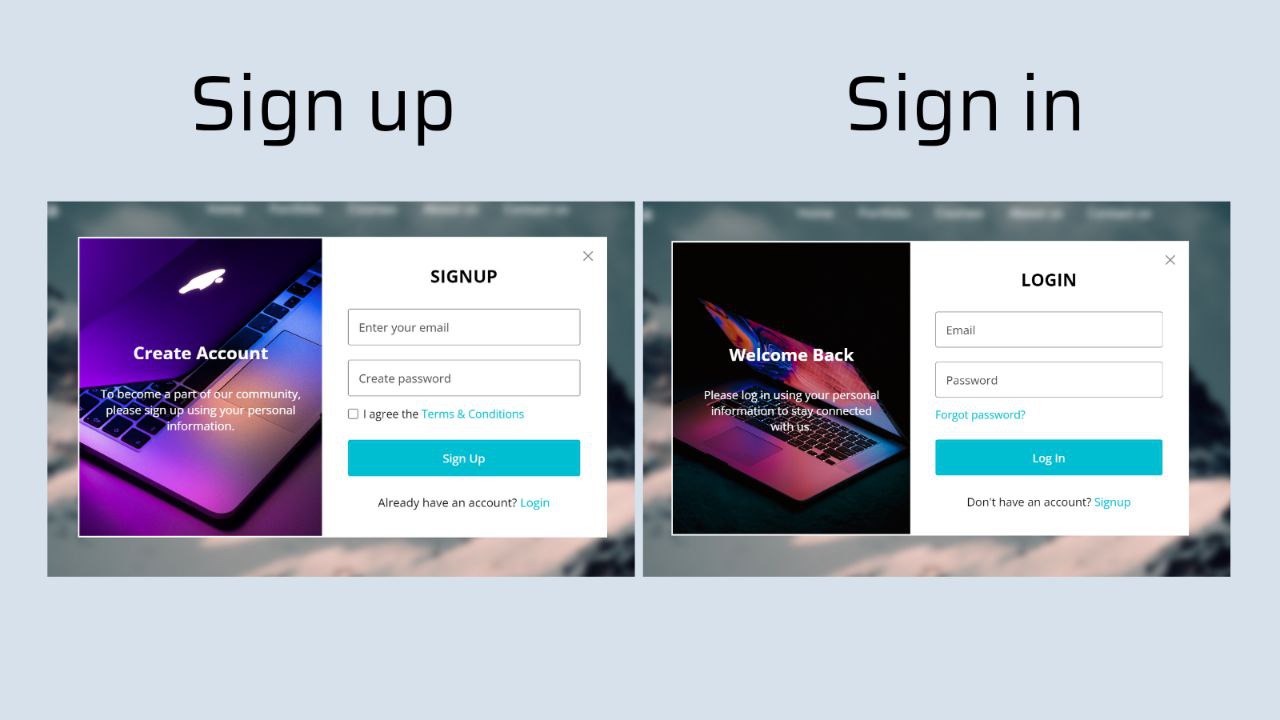 Sign up
Sign in
Home Portfolio Courses About us Contact us
SIGNUP
Create Account
To become a part of our community,
please sign up using your personal
information.
Enter your email
Create password
I agree the Terms & Conditions
Sign Up
Already have an account? Login
Home Portfolio Courses About us Contact us
LOGIN
Welcome Back
Please log in using your personal
information to stay connected
with us.
Email
Password
Forgot password?
Log In
Don't have an account? Signup